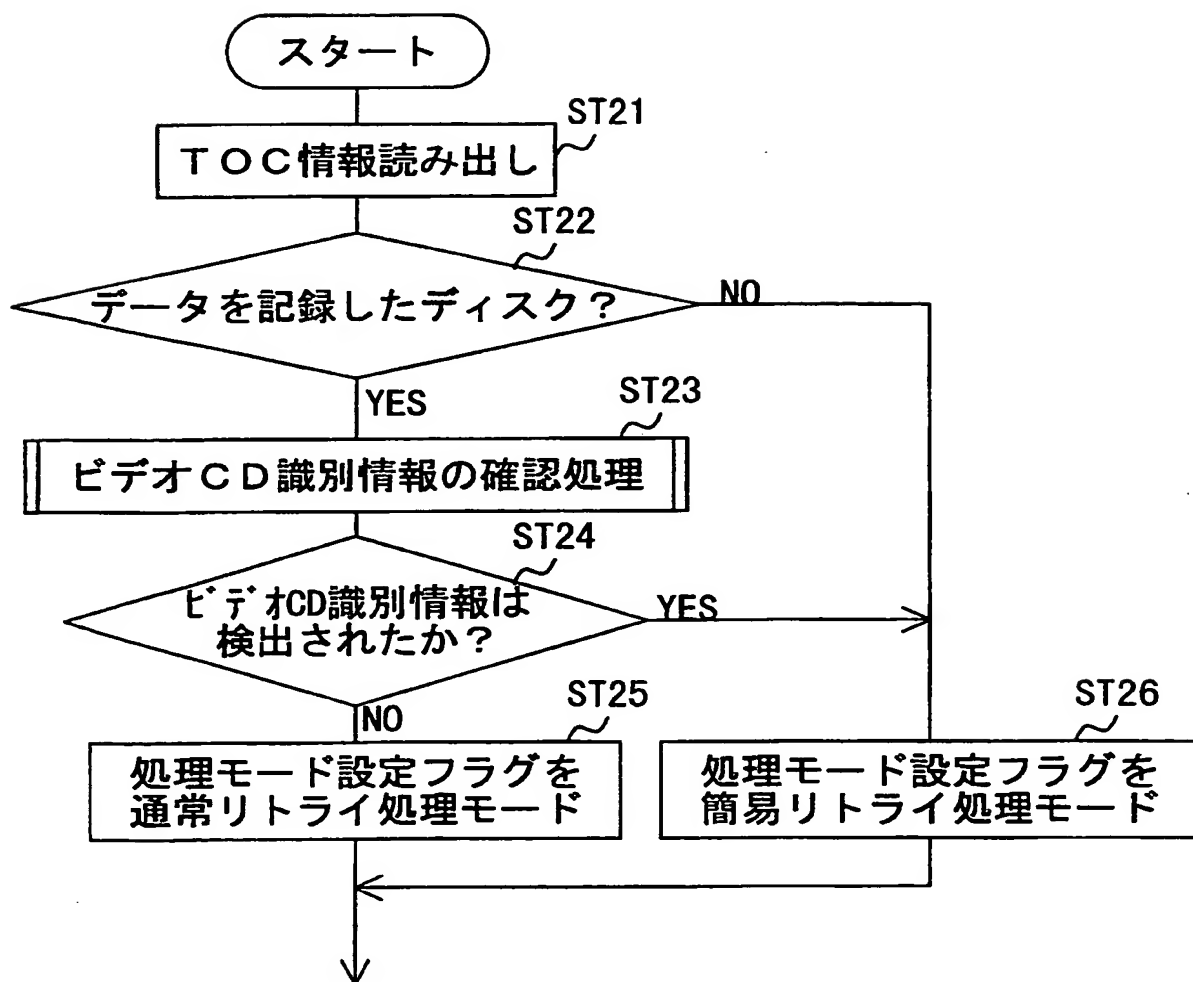 スタート
ST21
TOC情報読み出し
ST22
データを記録したディスク？
NO
YES
ST23
ビデオCD識別情報の確認処理
ST24
ビデオCD識別情報は
検出されたか？
YES
NO
ST25
処理モード設定フラグを
通常リトライ処理モード
ST26
処理モード設定フラグを
簡易リトライ処理モード